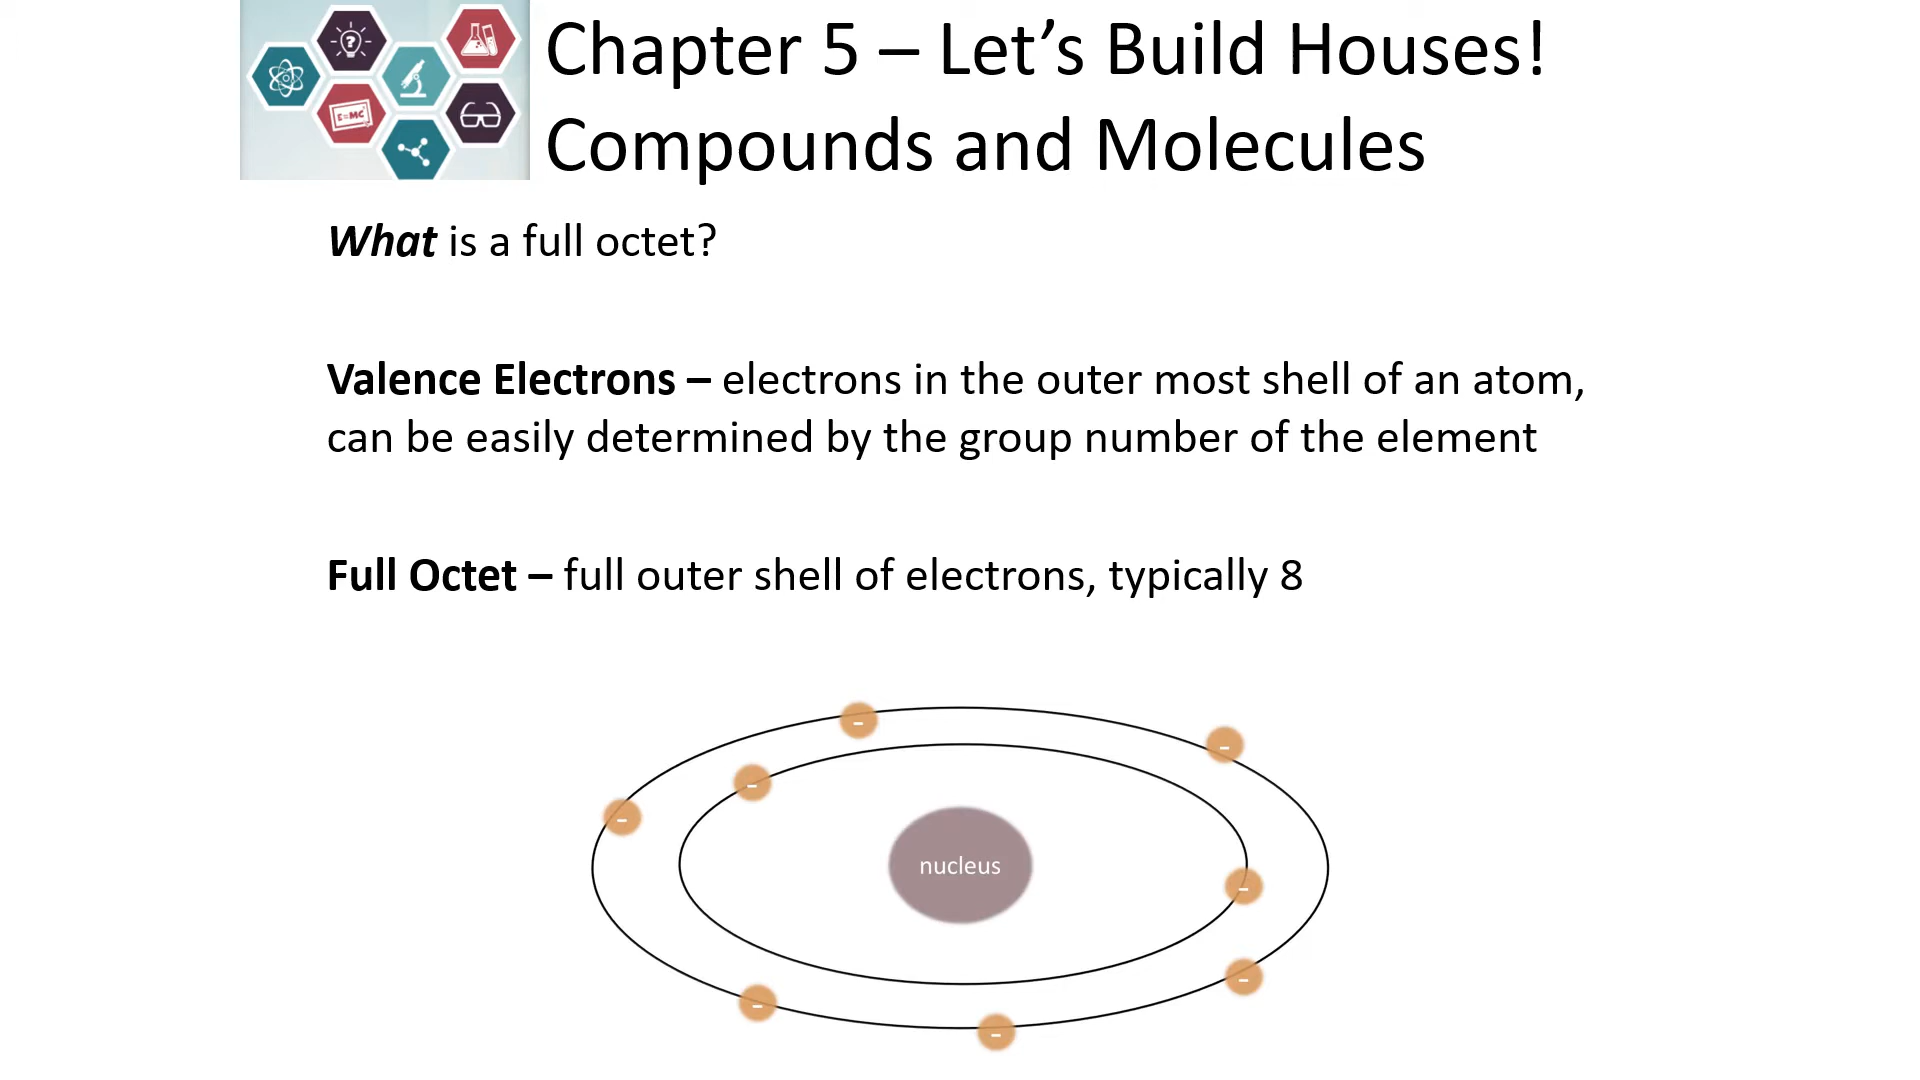 Chapter 5 – Let’s Build Houses!
Compounds and Molecules
E=MC
?
What is a full octet?
Valence Electrons – electrons in the outer most shell of an atom,
can be easily determined by the group number of the element
Full Octet – full outer shell of electrons, typically 8
-
-
-
-
nucleus
-
-
-
-